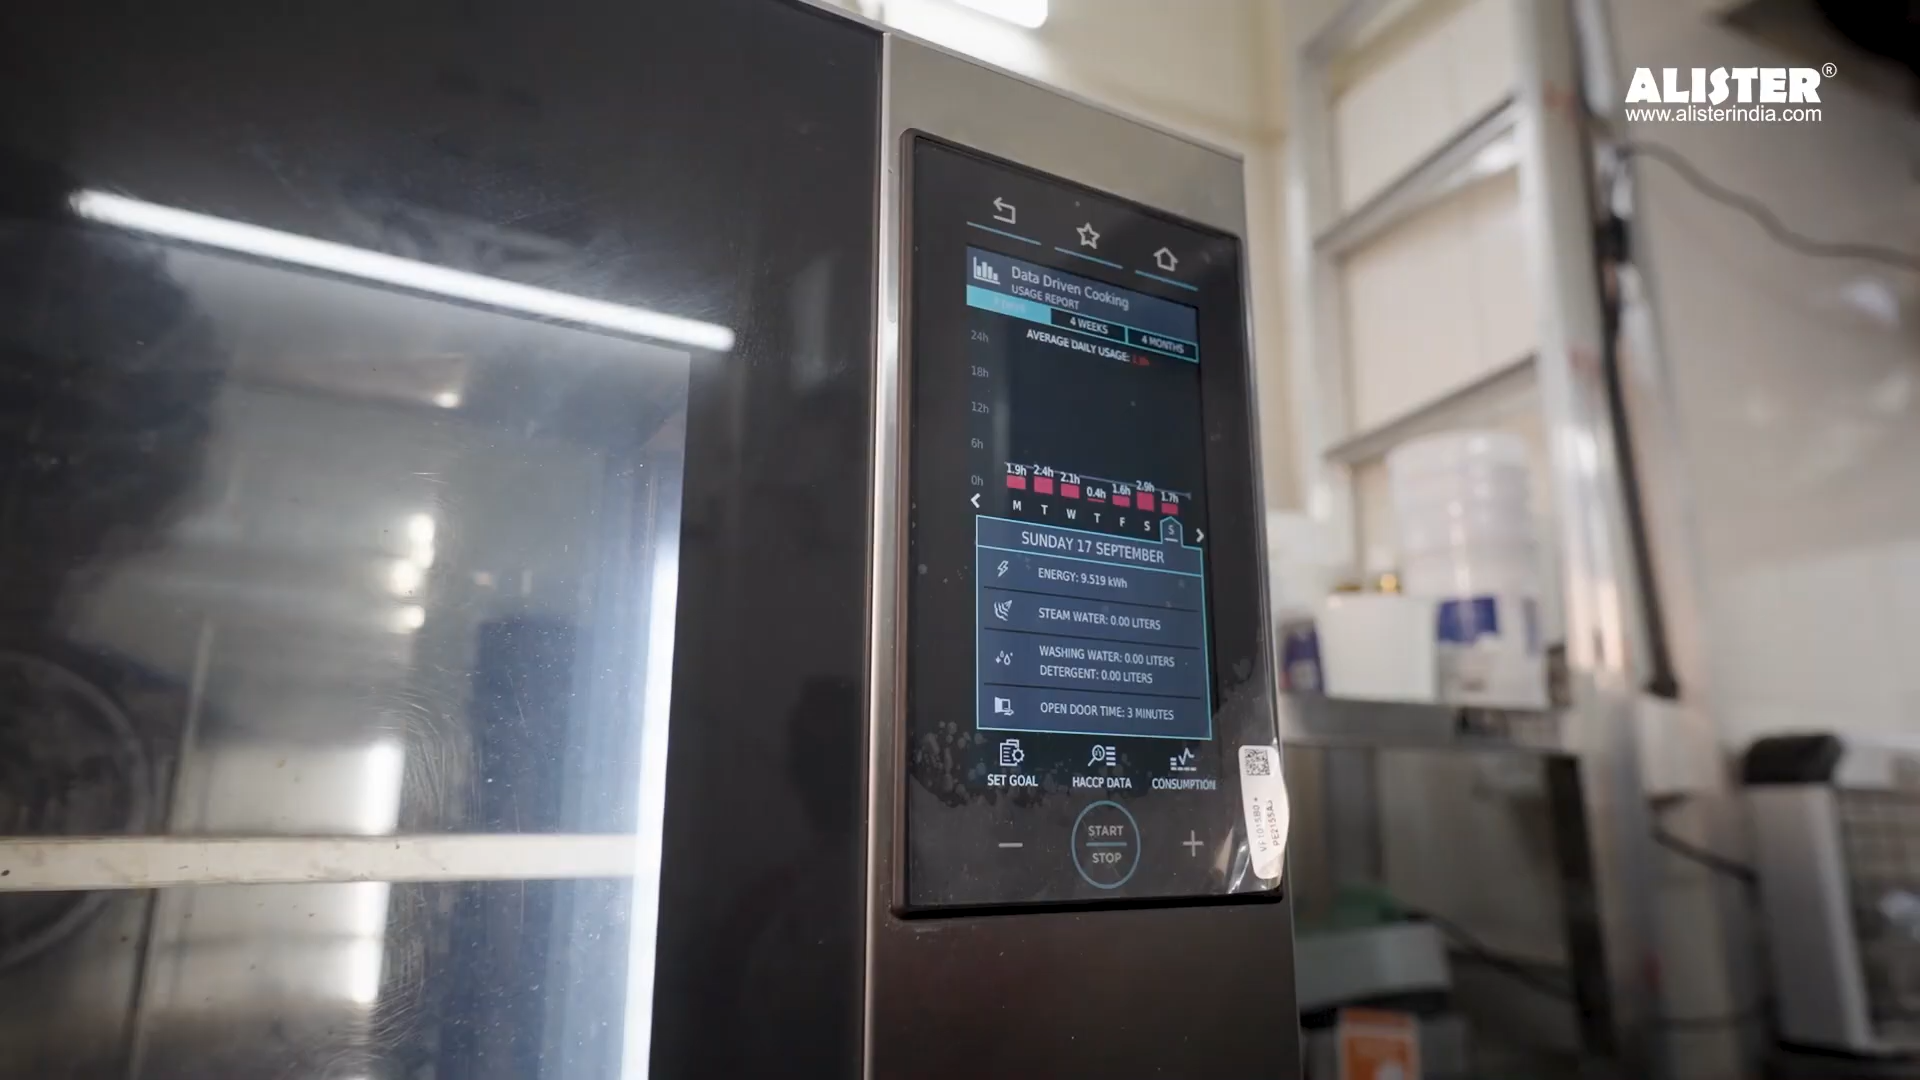 ALISTER®
www.alisterindia.com
Data Driven Cooking
USAGE REPORT
4 WEEKS
4 MONTHS
AVERAGE DAILY USAGE:
24h
18h
12h
6h
0h
1.9h 2.4h 2.1h 0.4h 1.6h 2.9h 1.7h
M T W T F S S
SUNDAY 17 SEPTEMBER
ENERGY: 9.519 kWh
STEAM WATER: 0.00 LITERS
WASHING WATER: 0.00 LITERS
DETERGENT: 0.00 LITERS
OPEN DOOR TIME: 3 MINUTES
SET GOAL
HACCP DATA
CONSUMPTION
START
STOP